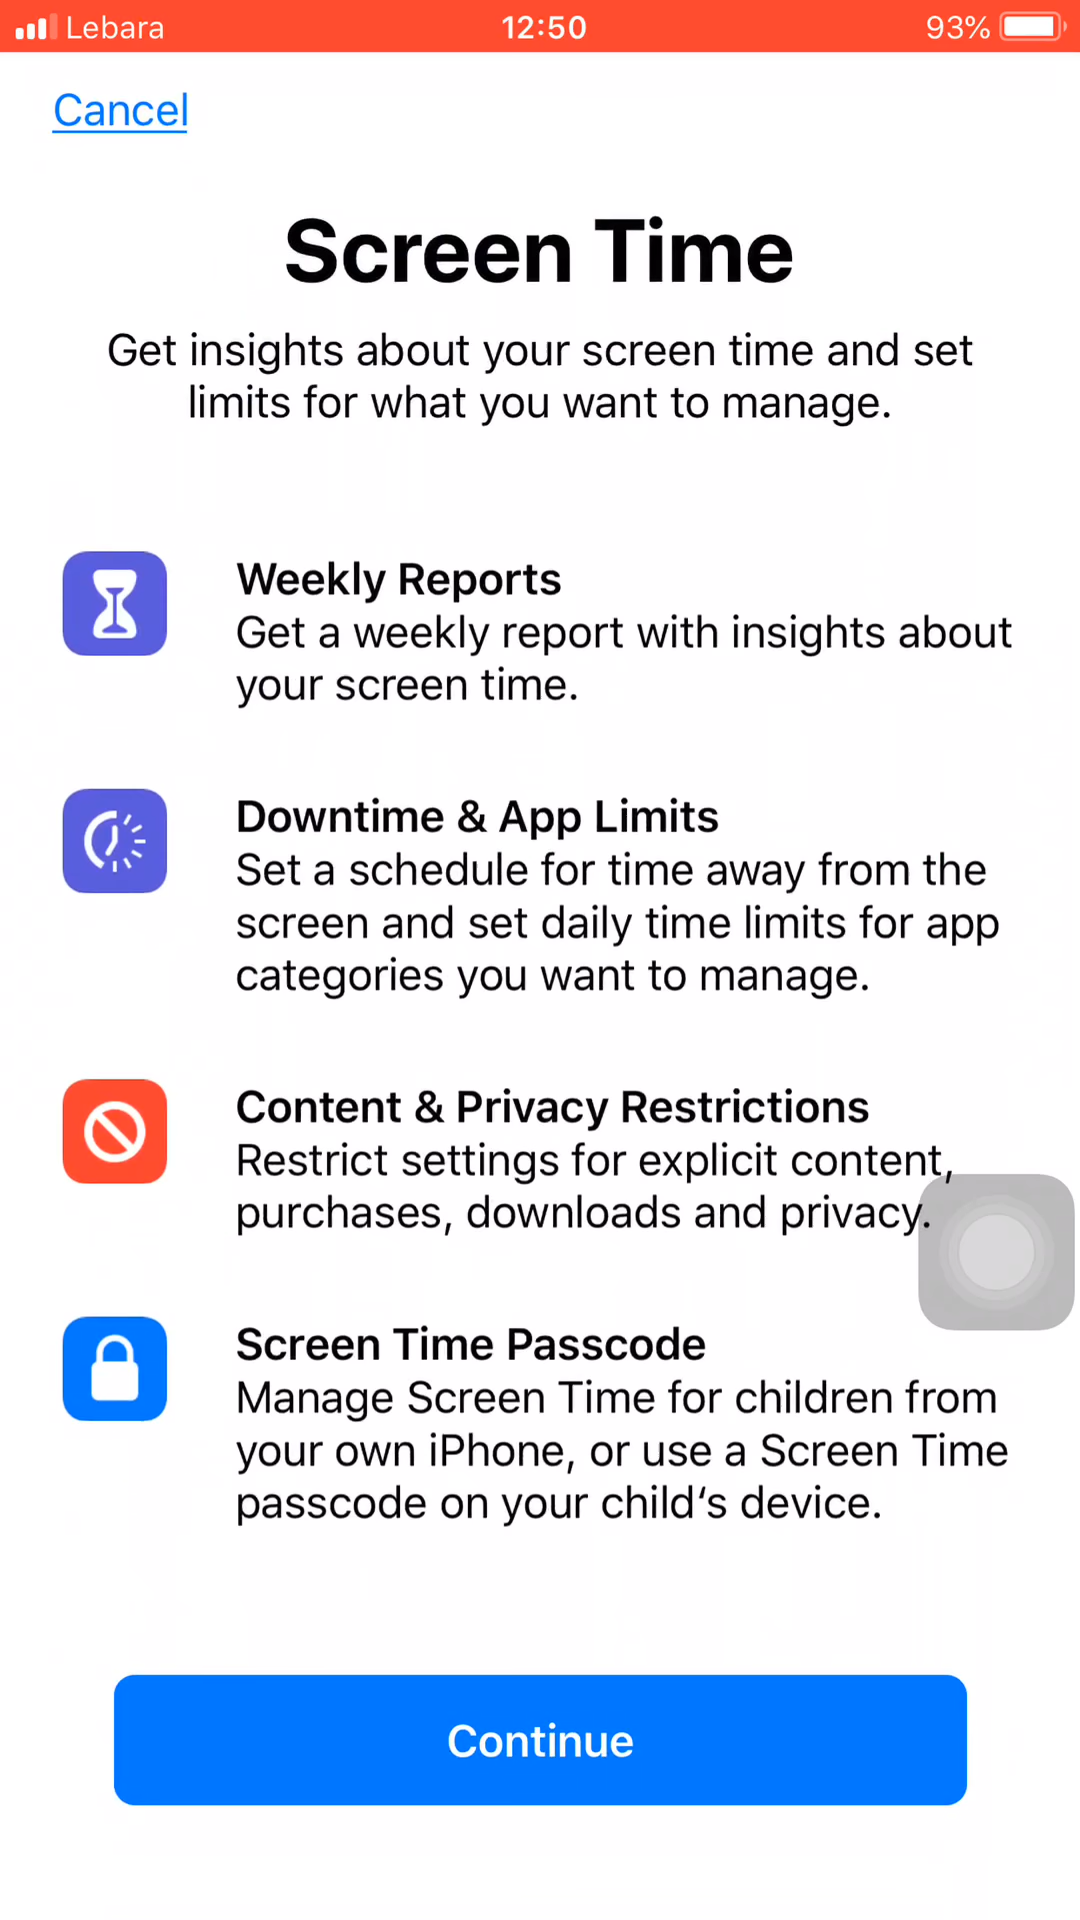 Lebara 12:50 93%
Cancel
Screen Time
Get insights about your screen time and set
limits for what you want to manage.
Weekly Reports
Get a weekly report with insights about
your screen time.
Downtime & App Limits
Set a schedule for time away from the
screen and set daily time limits for app
categories you want to manage.
Content & Privacy Restrictions
Restrict settings for explicit content,
purchases, downloads and privacy.
Screen Time Passcode
Manage Screen Time for children from
your own iPhone, or use a Screen Time
passcode on your child‘s device.
Continue